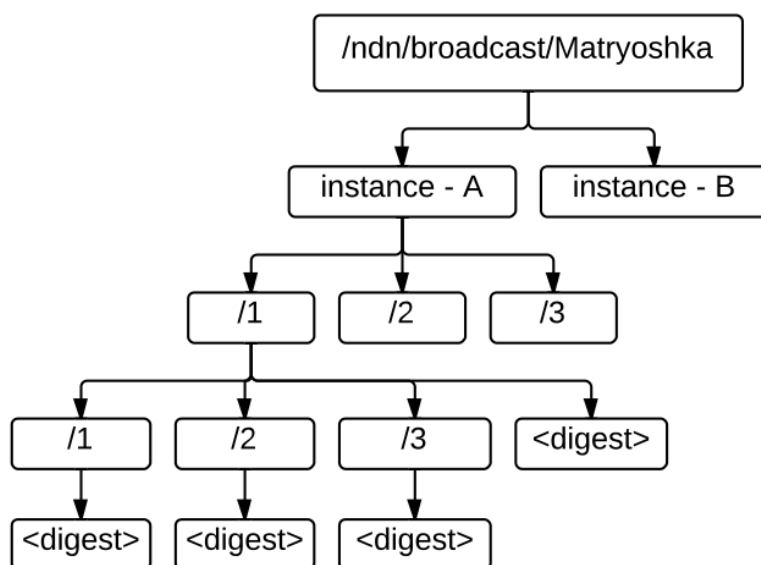 /ndn/broadcast/Matryoshka
instance - A
instance - B
/1
/2
/3
/1
/2
/3
<digest>
<digest>
<digest>
<digest>